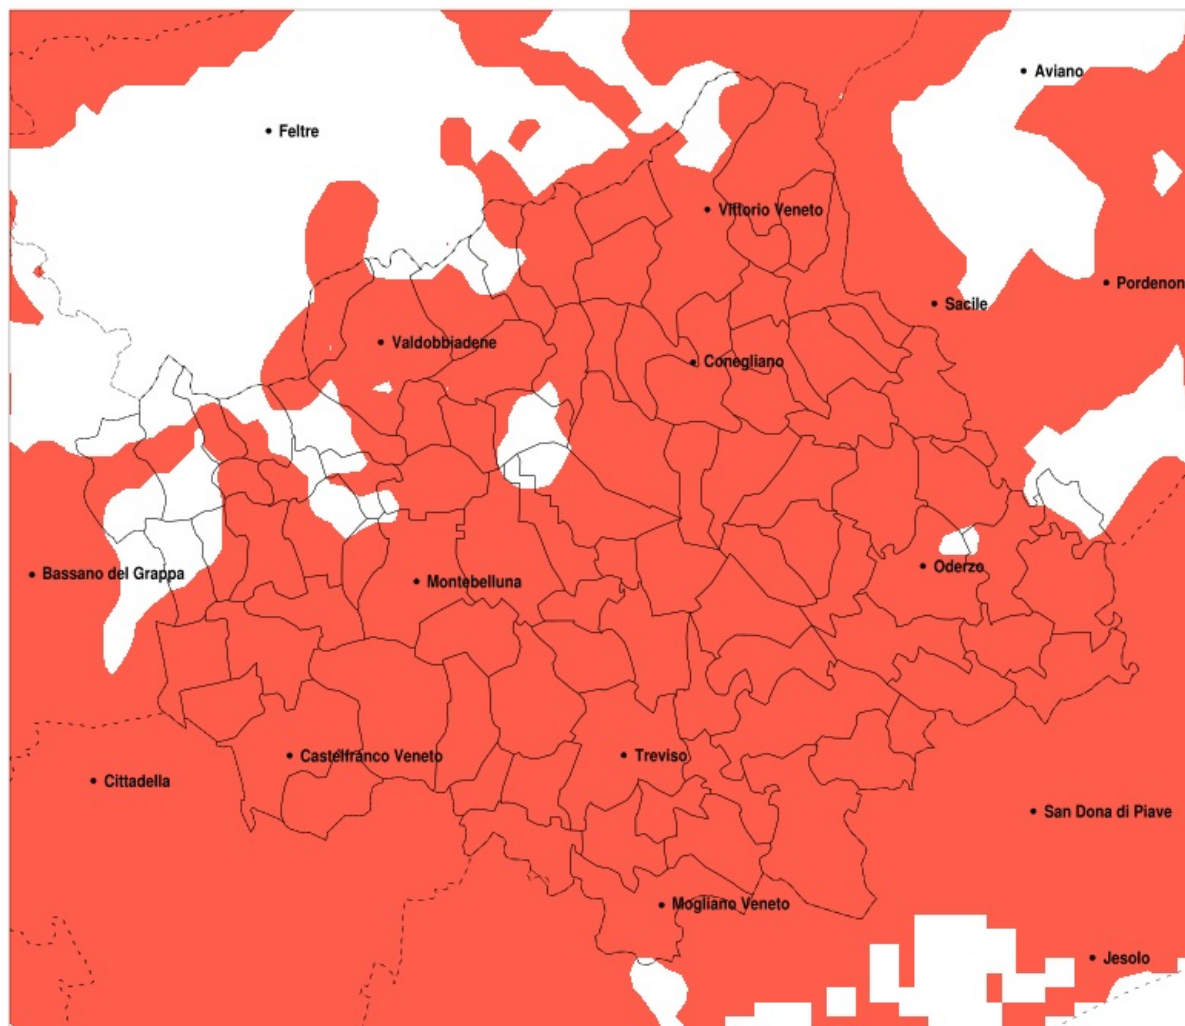 Aviano
Feltre
Vittorio Veneto
Pordenon
Sacile
Valdobbiadene
Conegliano
Oderzo
Bassano del Grappa
Montebelluna
Castelfranco Veneto
Treviso
Cittadella
San Dona di Piave
Mogliano Veneto
Jesolo